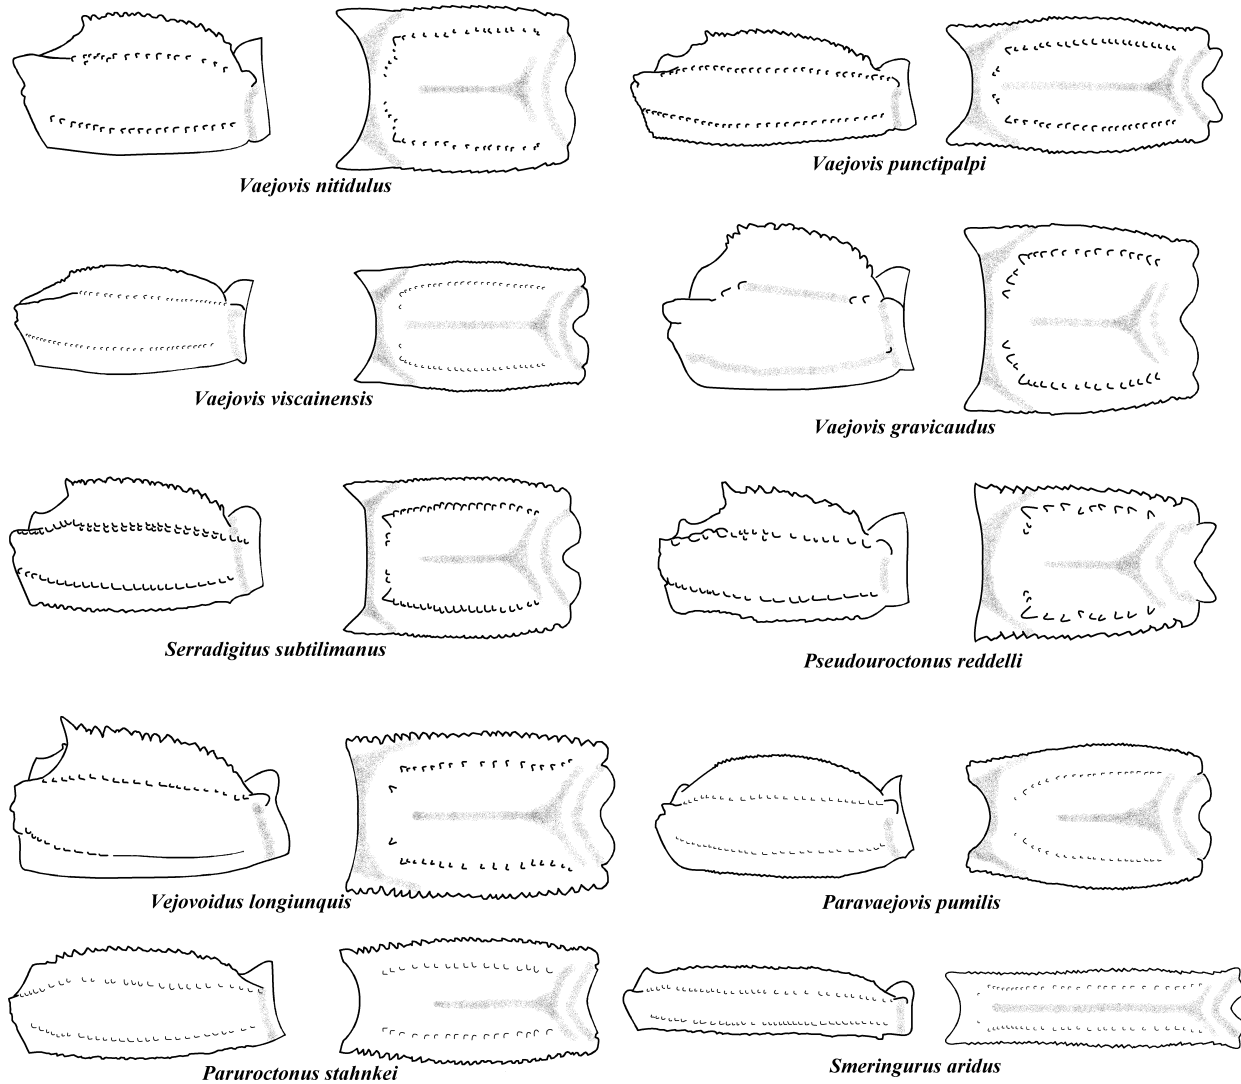 Vaejovis nitidulus
Vaejovis punctipalpi
Vaejovis viscainensis
Vaejovis gravicaudus
Serradigitus subtilimanus
Pseudouroctonus reddelli
Vejovoidus longiunquis
Paravaejovis pumilis
Paruroctonus stahnkei
Smeringurus aridus